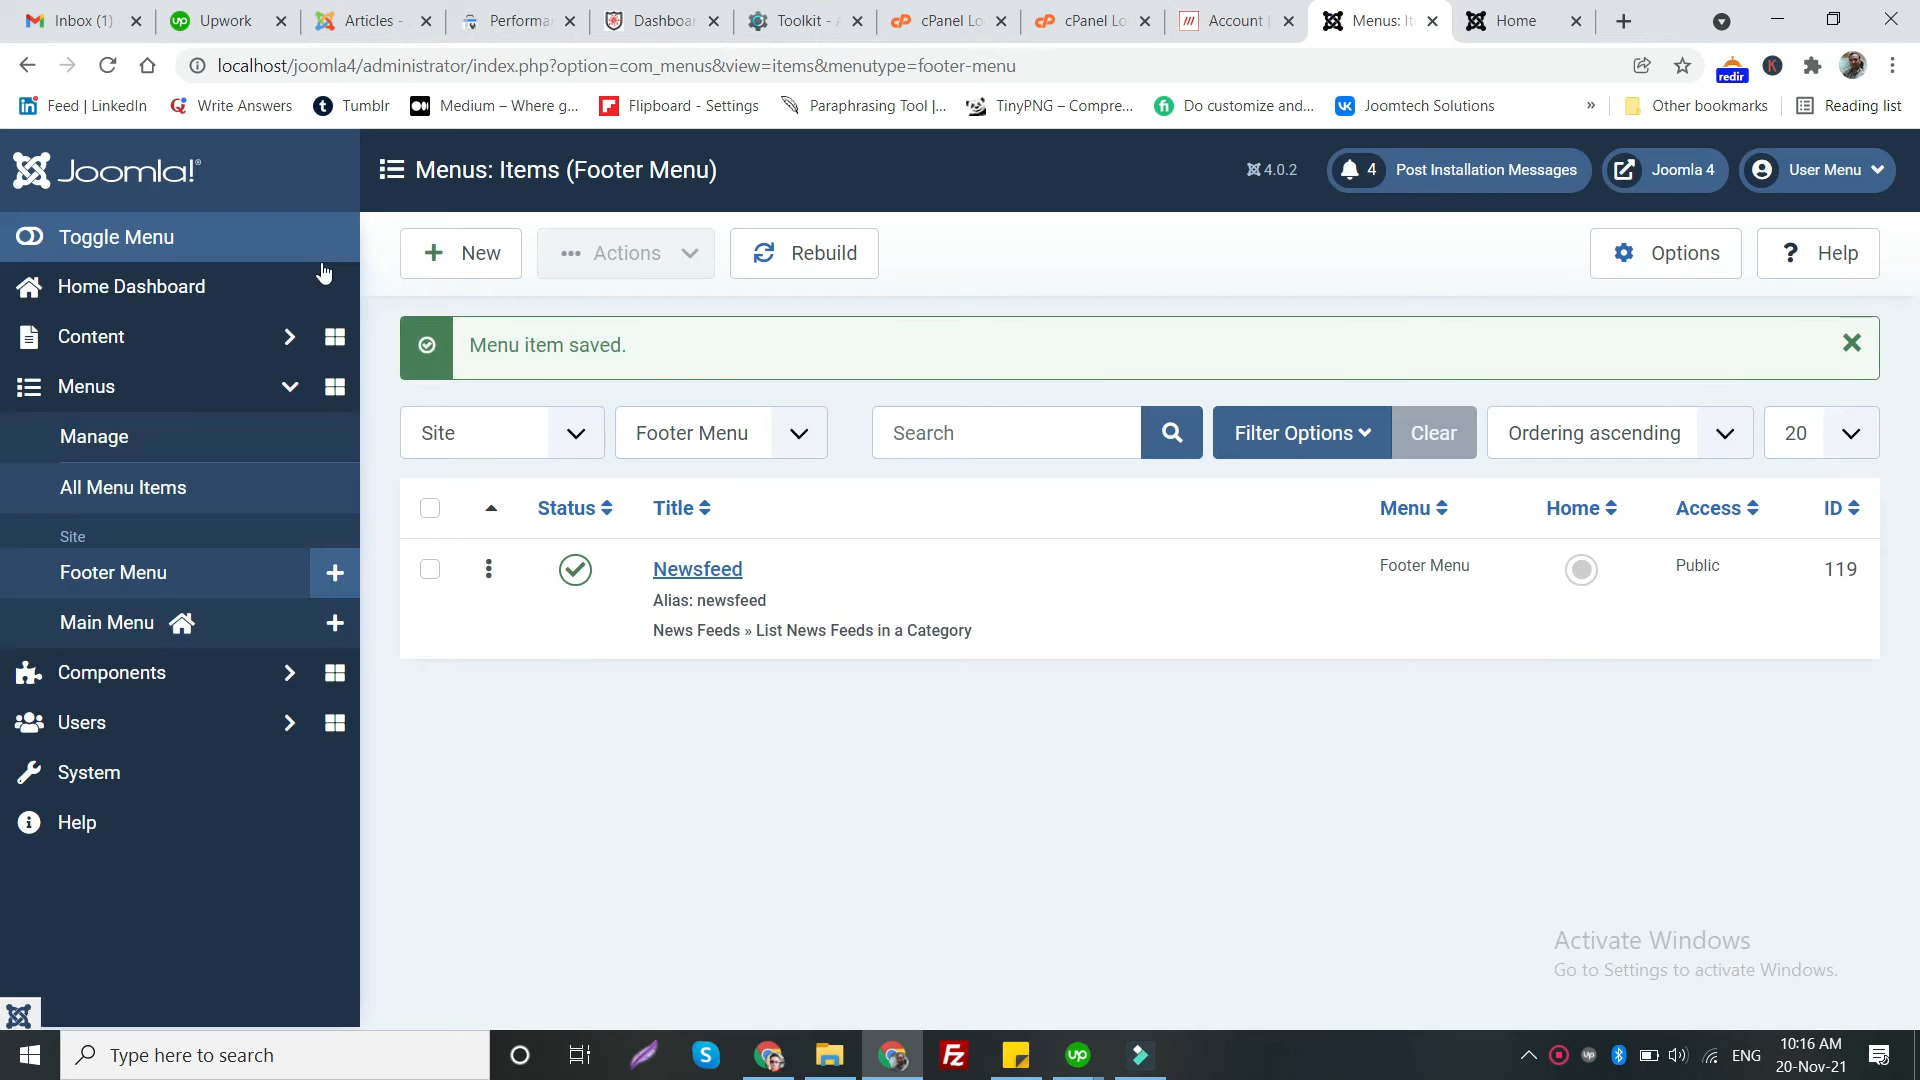 Inbox (1)
Upwork
Articles -
Performa
Dashboar
Toolkit - A
cPanel Lo
cPanel Lo
Account |
Menus: It
Home
localhost/joomla4/administrator/index.php?option=com_menus&view=items&menutype=footer-menu
redir
K
Feed | LinkedIn
Write Answers
Tumblr
Medium – Where g...
Flipboard - Settings
Paraphrasing Tool |...
TinyPNG – Compre...
Do customize and...
Joomtech Solutions
»
Other bookmarks
Reading list
Joomla!
Menus: Items (Footer Menu)
4.0.2
4
Post Installation Messages
Joomla 4
User Menu
Toggle Menu
Home Dashboard
Content
Menus
Manage
All Menu Items
Site
Footer Menu
Main Menu
Components
Users
System
Help
New
Actions
Rebuild
Options
Help
Menu item saved.
Site
Footer Menu
Search
Filter Options
Clear
Ordering ascending
20
Status
Title
Menu
Home
Access
ID
Newsfeed
Footer Menu
Public
119
Alias: newsfeed
News Feeds » List News Feeds in a Category
Activate Windows
Go to Settings to activate Windows.
Type here to search
ENG
10:16 AM
20-Nov-21